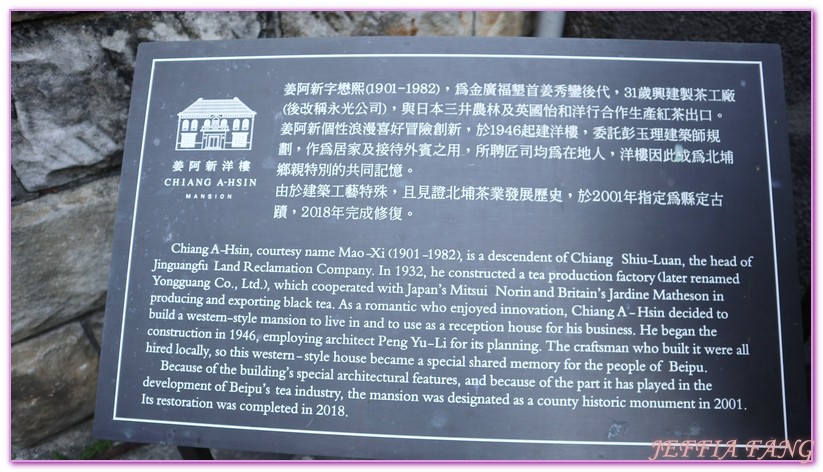 姜阿新洋樓
CHIANG A-HSIN
MANSION
姜阿新字懋熙(1901-1982)，為金廣福墾首姜秀鑾後代，31歲興建製茶工廠
(後改稱永光公司)，與日本三井農林及英國怡和洋行合作生產紅茶出口。
姜阿新個性浪漫喜好冒險創新，於1946起建洋樓，委託彭玉理建築師規
劃，作為居家及接待外賓之用，所聘匠司均為在地人，洋樓因此成為北埔
鄉親特別的共同記憶。
由於建築工藝特殊，且見證北埔茶業發展歷史，於2001年指定為縣定古
蹟，2018年完成修復。
Chiang A-Hsin, courtesy name Mao-Xi (1901-1982), is a descendent of Chiang Shiu-Luan, the head of
Jinguangfu Land Reclamation Company. In 1932, he constructed a tea production factory (later renamed
Yongguang Co., Ltd.), which cooperated with Japan's Mitsui Norin and Britain's Jardine Matheson in
producing and exporting black tea. As a romantic who enjoyed innovation, Chiang A-Hsin decided to
build a western-style mansion to live in and to use as a reception house for his business. He began the
construction in 1946, employing architect Peng Yu-Li for its planning. The craftsman who built it were all
hired locally, so this western-style house became a special shared memory for the people of Beipu.
Because of the building's special architectural features, and because of the part it has played in the
development of Beipu's tea industry, the mansion was designated as a county historic monument in 2001.
Its restoration was completed in 2018.
JEFFIA FANG